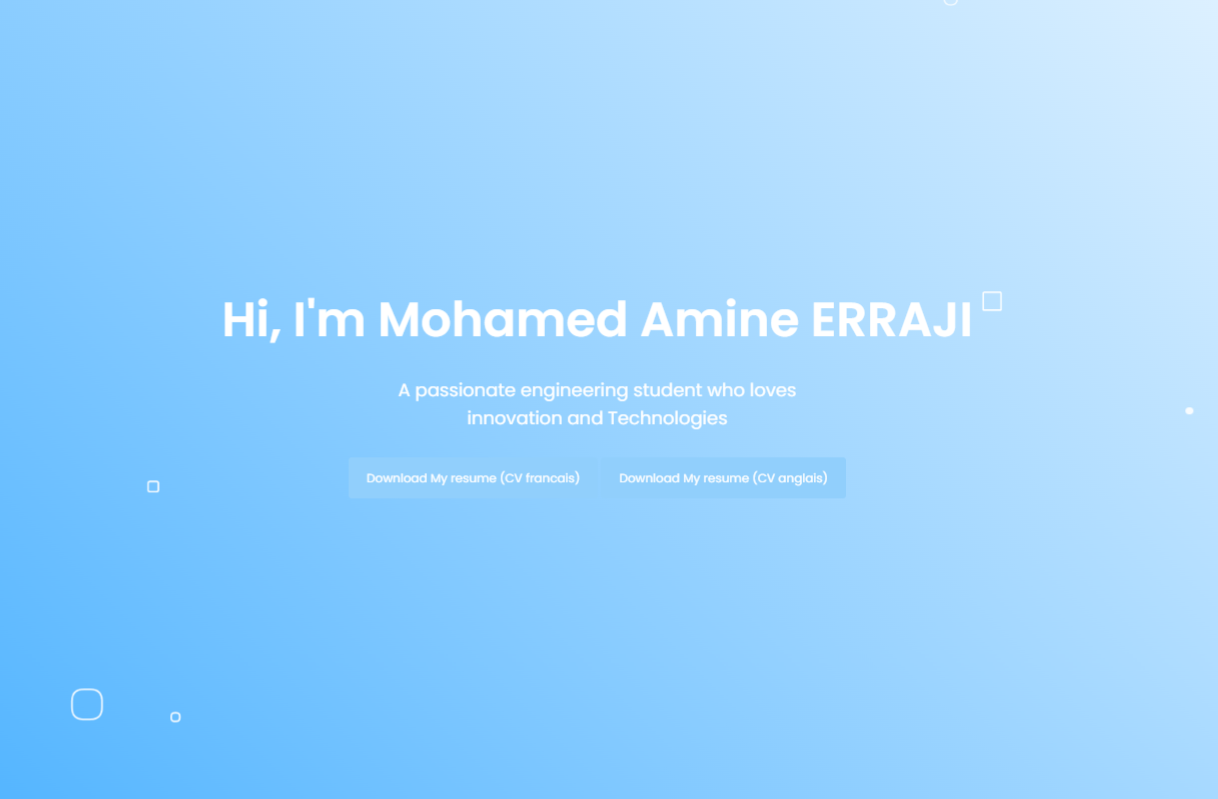 Hi, I'm Mohamed Amine ERRAJI
A passionate engineering student who loves
innovation and Technologies
Download My resume (CV francais)
Download My resume (CV anglais)